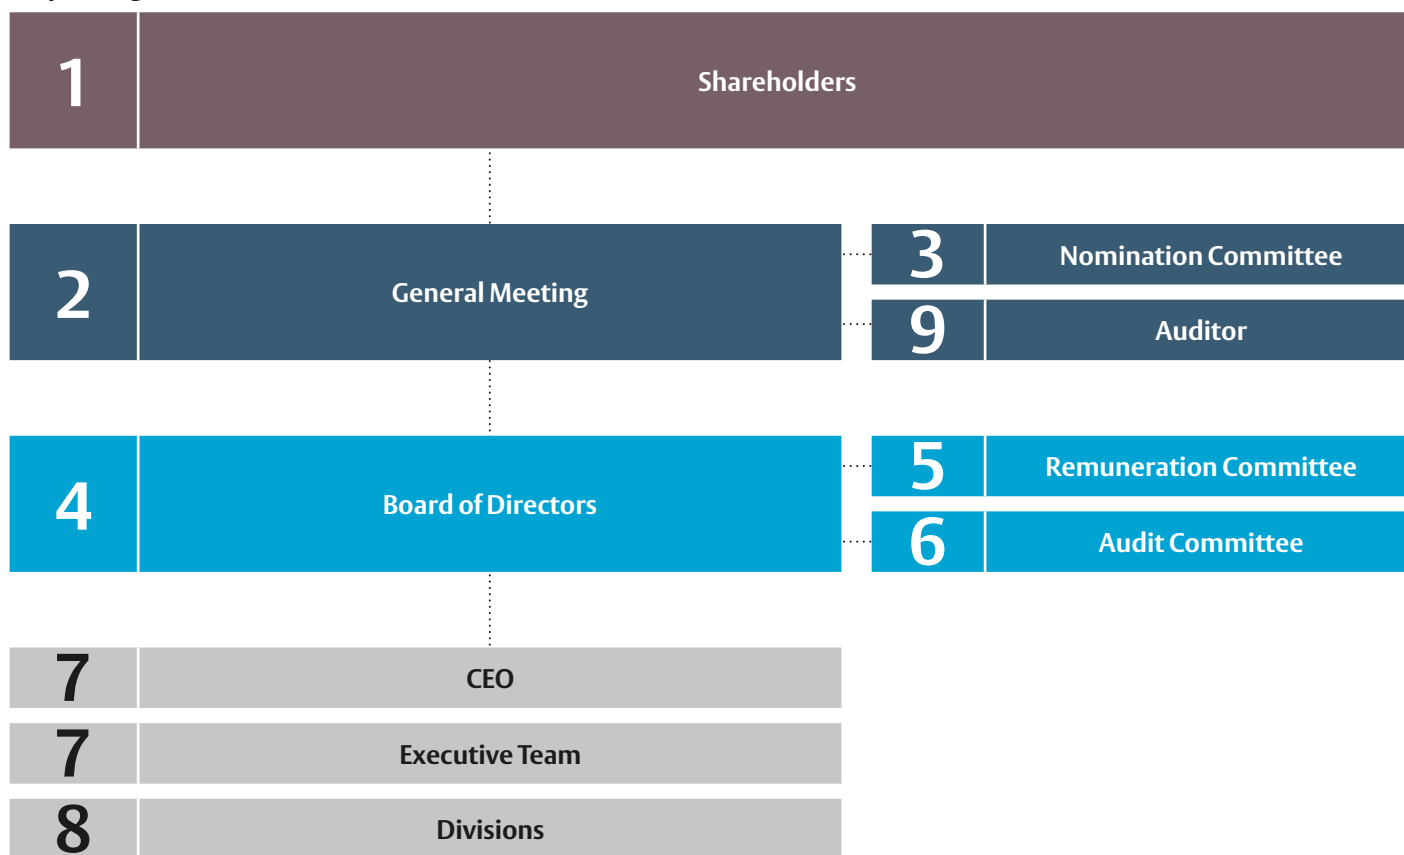 1
Shareholders
2
General Meeting
3
Nomination Committee
9
Auditor
4
Board of Directors
5
Remuneration Committee
6
Audit Committee
7
CEO
7
Executive Team
8
Divisions